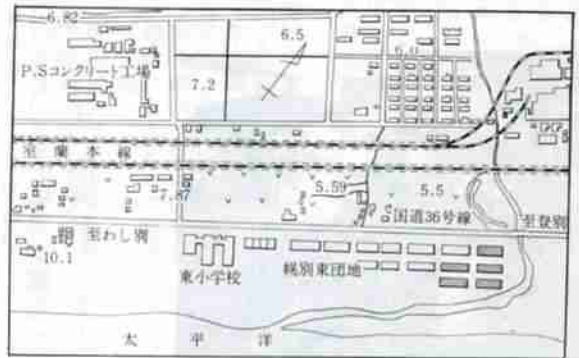 6.82
6.5
6.0
P.Sコンクリート工場
7.2
至蘭本線
7.87
5.59
5.5
国道36号線
至登別
至わし別
10.1
東小学校
幌別東団地
太平洋